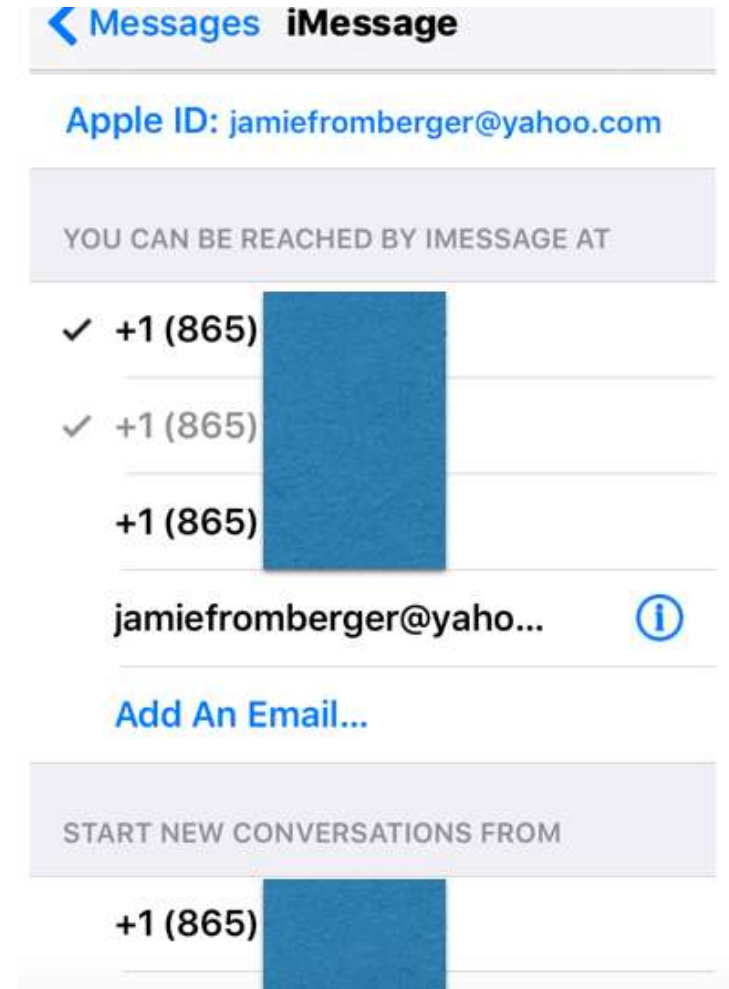 Messages iMessage
Apple ID: jamiefromberger@yahoo.com
YOU CAN BE REACHED BY IMESSAGE AT
✓ +1 (865)
✓ +1 (865)
+1 (865)
jamiefromberger@yaho...
Add An Email...
START NEW CONVERSATIONS FROM
+1 (865)